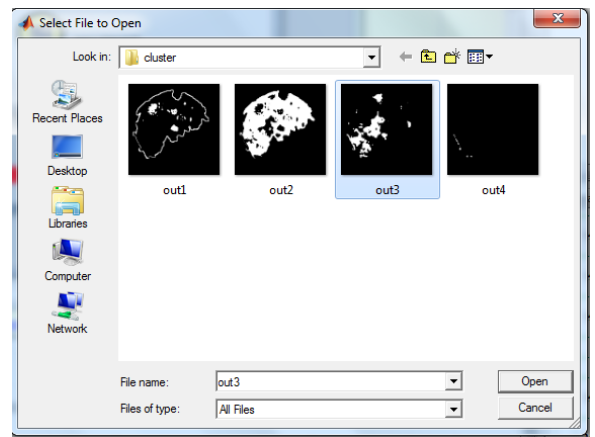 Select File to Open
Look in: cluster
Recent Places
Desktop
Libraries
Computer
Network
out1 out2 out3 out4
File name: out3 Open
Files of type: All Files Cancel